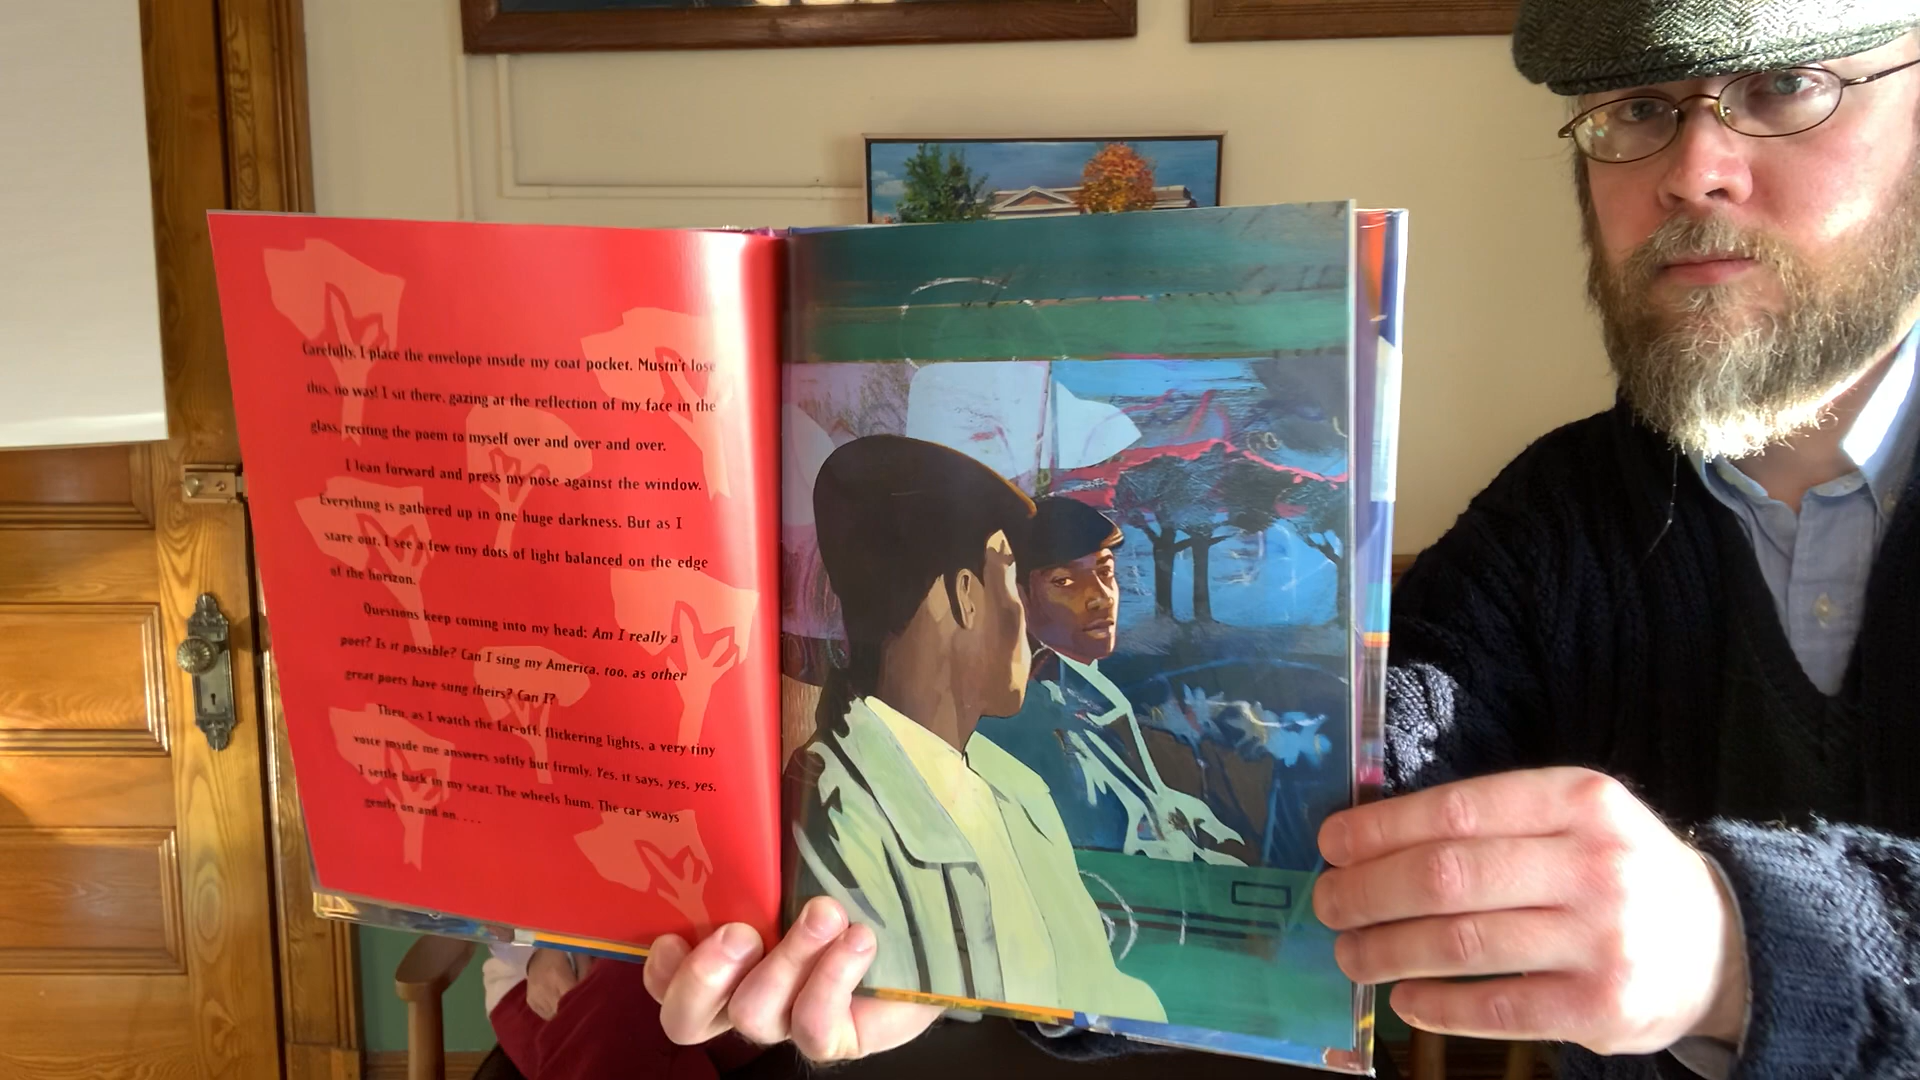 Carefully, I place the envelope inside my coat pocket. Mustn't lose
this, no way! I sit there, gazing at the reflection of my face in the
glass, reciting the poem to myself over and over and over.
I lean forward and press my nose against the window.
Everything is gathered up in one huge darkness. But as I
stare out, I see a few tiny dots of light balanced on the edge
of the horizon.
Questions keep coming into my head: Am I really a
poet? Is it possible? Can I sing my America, too, as other
great poets have sung theirs? Can I?
Then, as I watch the far-off, flickering lights, a very tiny
voice inside me answers softly but firmly. Yes, it says, yes, yes.
I settle back in my seat. The wheels hum. The car sways
gently on and on. . . .